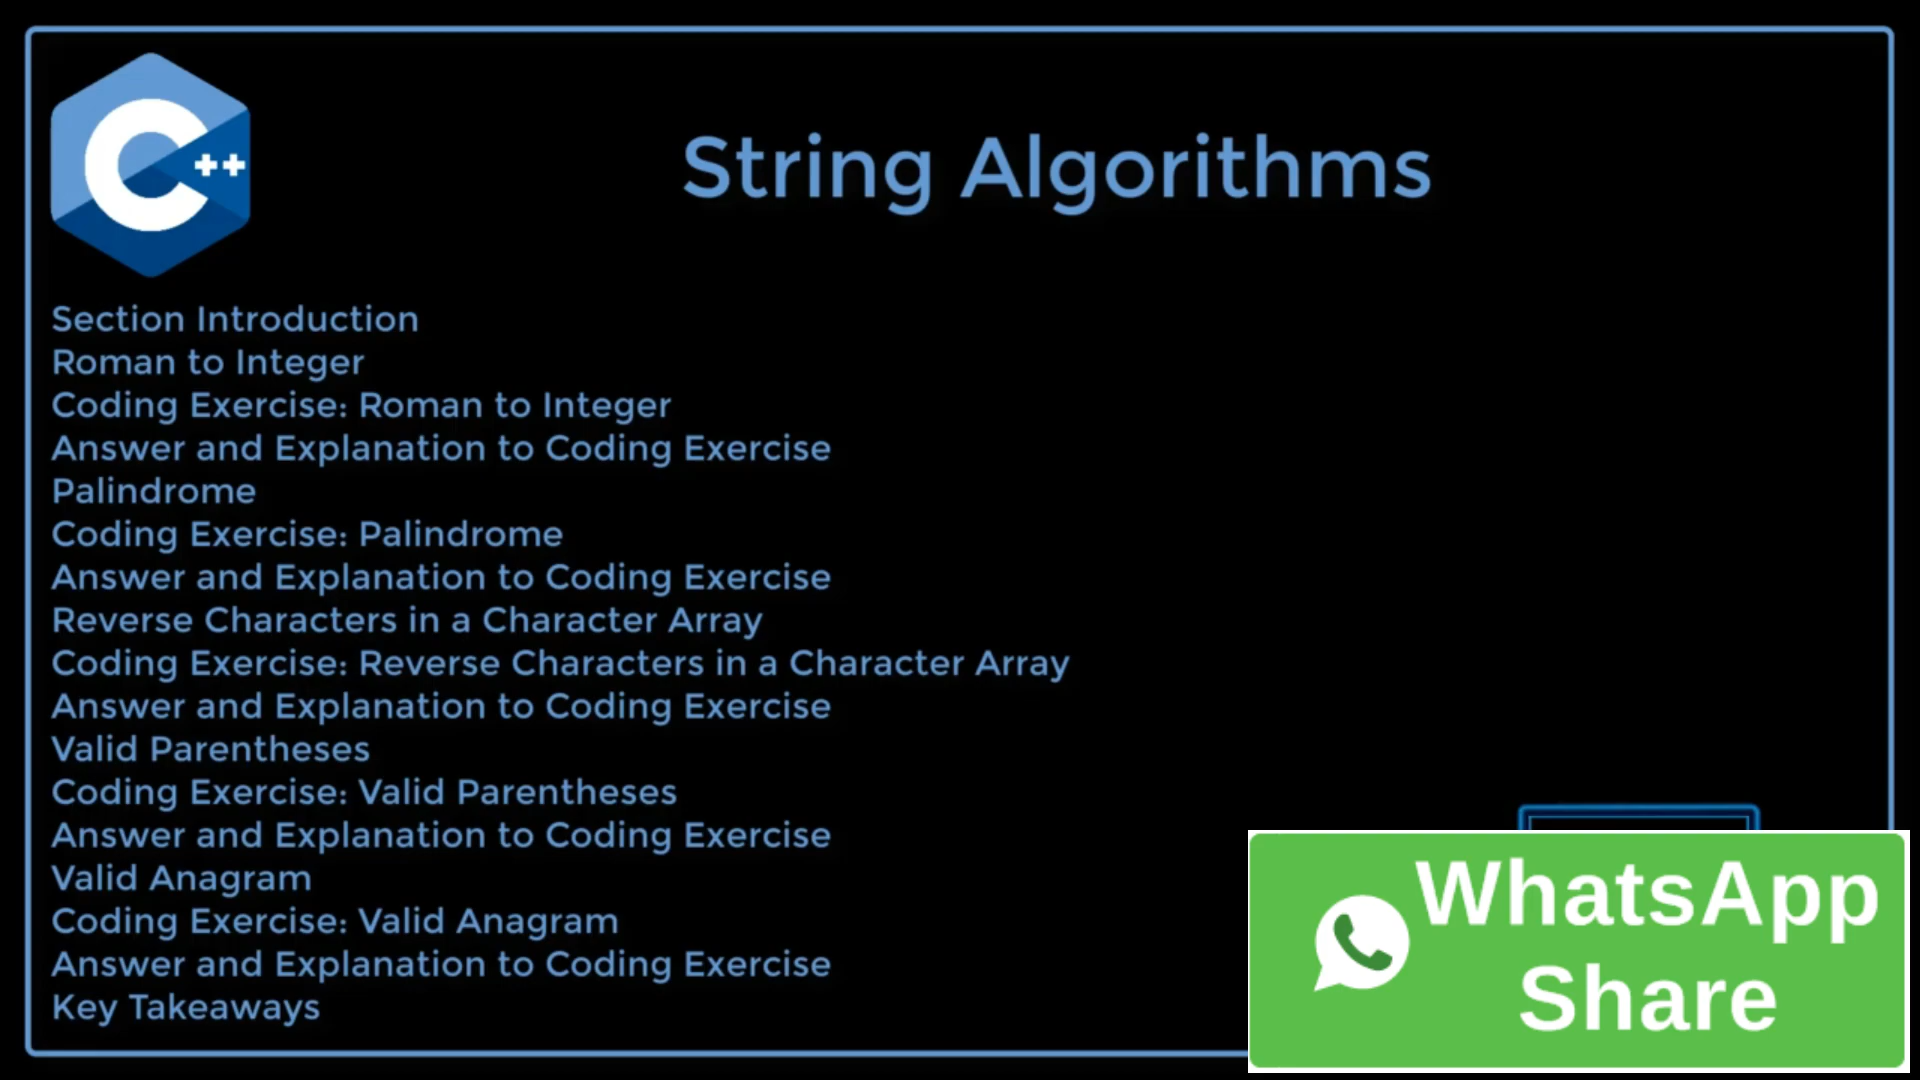 C++
String Algorithms
Section Introduction
Roman to Integer
Coding Exercise: Roman to Integer
Answer and Explanation to Coding Exercise
Palindrome
Coding Exercise: Palindrome
Answer and Explanation to Coding Exercise
Reverse Characters in a Character Array
Coding Exercise: Reverse Characters in a Character Array
Answer and Explanation to Coding Exercise
Valid Parentheses
Coding Exercise: Valid Parentheses
Answer and Explanation to Coding Exercise
Valid Anagram
Coding Exercise: Valid Anagram
Answer and Explanation to Coding Exercise
Key Takeaways
WhatsApp
Share